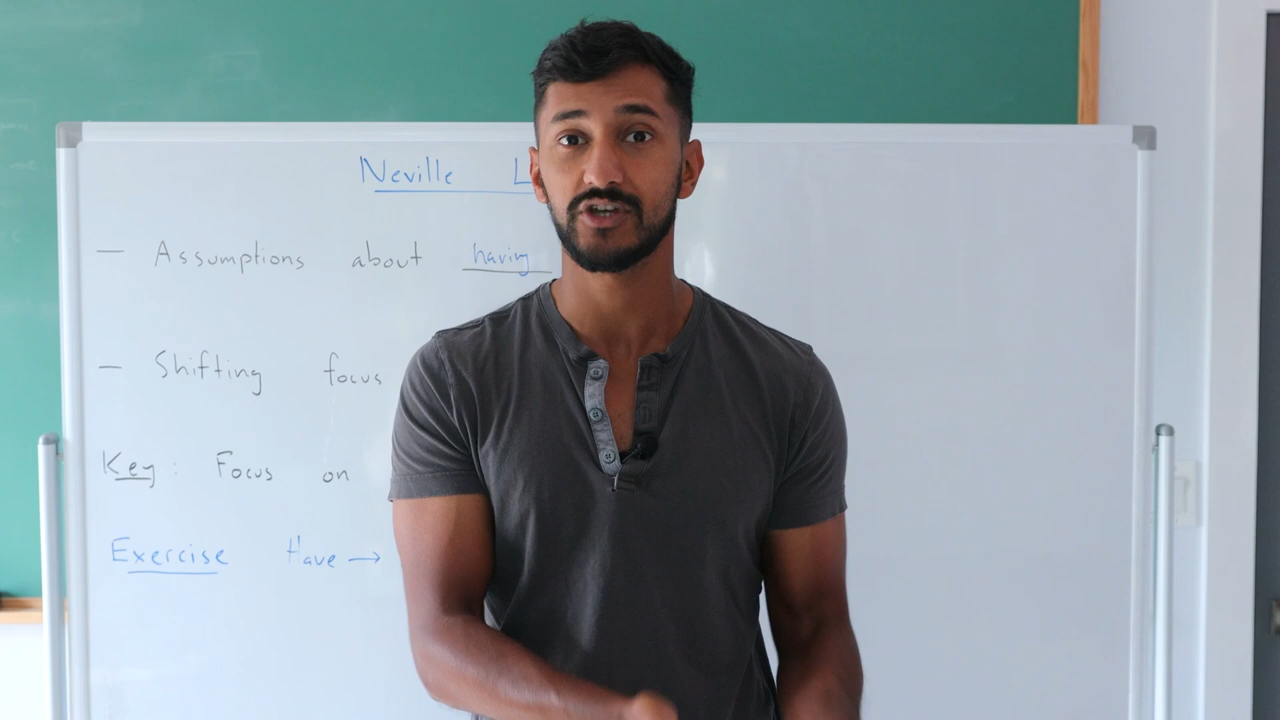 Neville L
— Assumptions about having
— Shifting focus
Key: Focus on
Exercise Have →